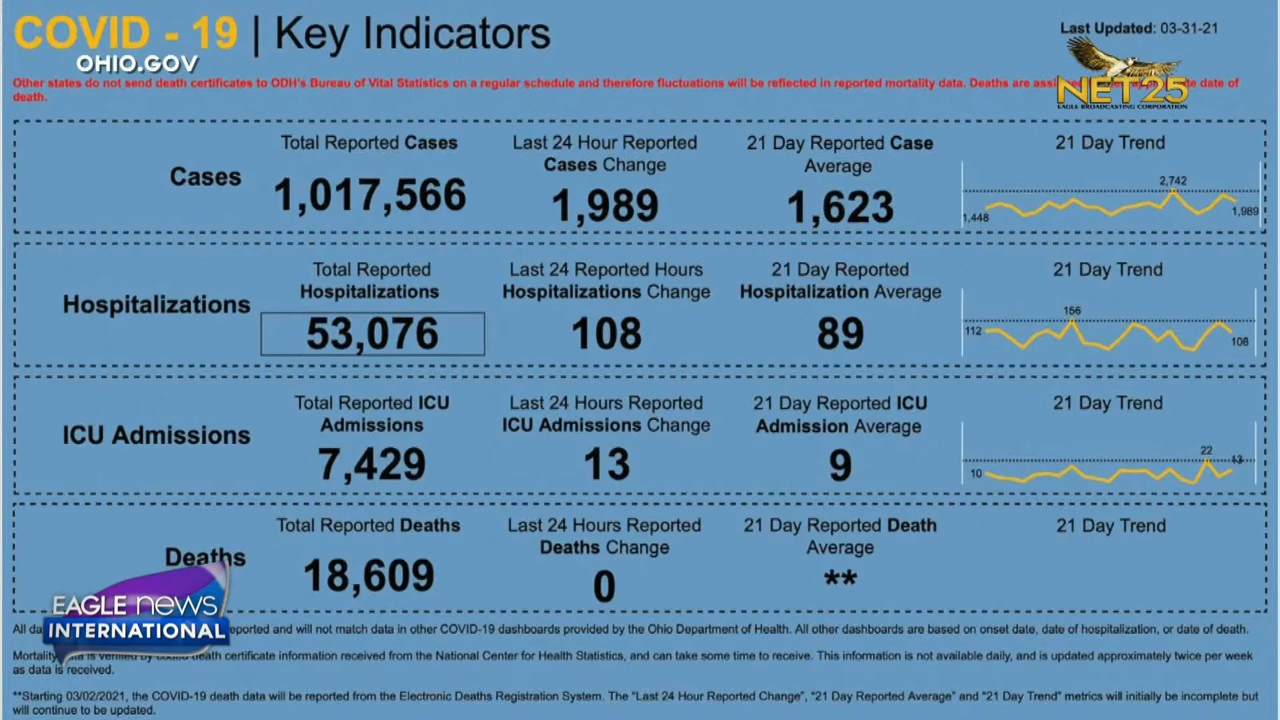 COVID - 19 | Key Indicators
OHIO.GOV
Last Updated: 03-31-21
Other states do not send death certificates to ODH's Bureau of Vital Statistics on a regular schedule and therefore fluctuations will be reflected in reported mortality data. Deaths are date of
death.
NET25
EAGLE BROADCASTING CORPORATION
Cases
Total Reported Cases
1,017,566
Last 24 Hour Reported
Cases Change
1,989
21 Day Reported Case
Average
1,623
21 Day Trend
1,448
2,742
1,989
Hospitalizations
Total Reported
Hospitalizations
53,076
Last 24 Reported Hours
Hospitalizations Change
108
21 Day Reported
Hospitalization Average
89
21 Day Trend
112
156
108
ICU Admissions
Total Reported ICU
Admissions
7,429
Last 24 Hours Reported
ICU Admissions Change
13
21 Day Reported ICU
Admission Average
9
21 Day Trend
10
22
13
Deaths
Total Reported Deaths
18,609
Last 24 Hours Reported
Deaths Change
0
21 Day Reported Death
Average
**
21 Day Trend
EAGLE news
INTERNATIONAL
All reported and will not match data in other COVID-19 dashboards provided by the Ohio Department of Health. All other dashboards are based on onset date, date of hospitalization, or date of death.
Mortality data is verified by death certificate information received from the National Center for Health Statistics, and can take some time to receive. This information is not available daily, and is updated approximately twice per week
as data is received.
**Starting 03/02/2021, the COVID-19 death data will be reported from the Electronic Deaths Registration System. The "Last 24 Hour Reported Change", "21 Day Reported Average" and "21 Day Trend" metrics will initially be incomplete but
will continue to be updated.